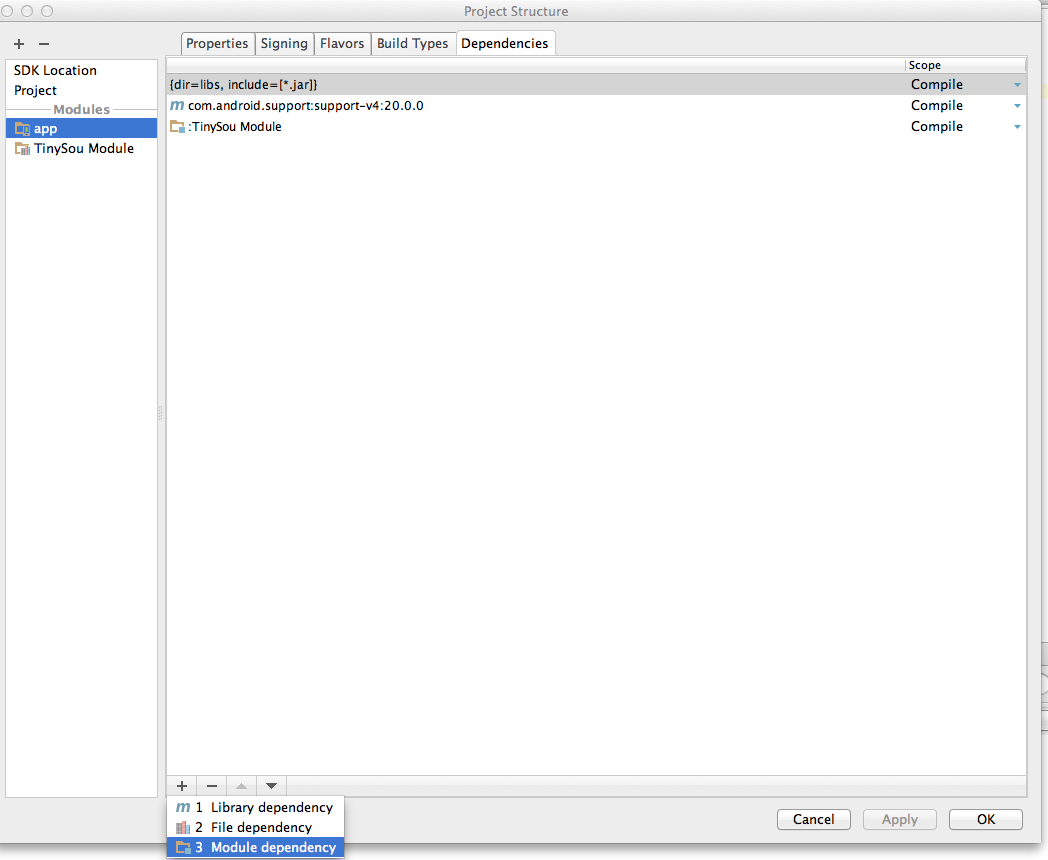 Project Structure
Properties Signing Flavors Build Types Dependencies
SDK Location
Project
Modules
app
TinySou Module
Scope
{dir=libs, include=[*.jar]} Compile
m com.android.support:support-v4:20.0.0 Compile
:TinySou Module Compile
m 1 Library dependency
2 File dependency
3 Module dependency
Cancel Apply OK